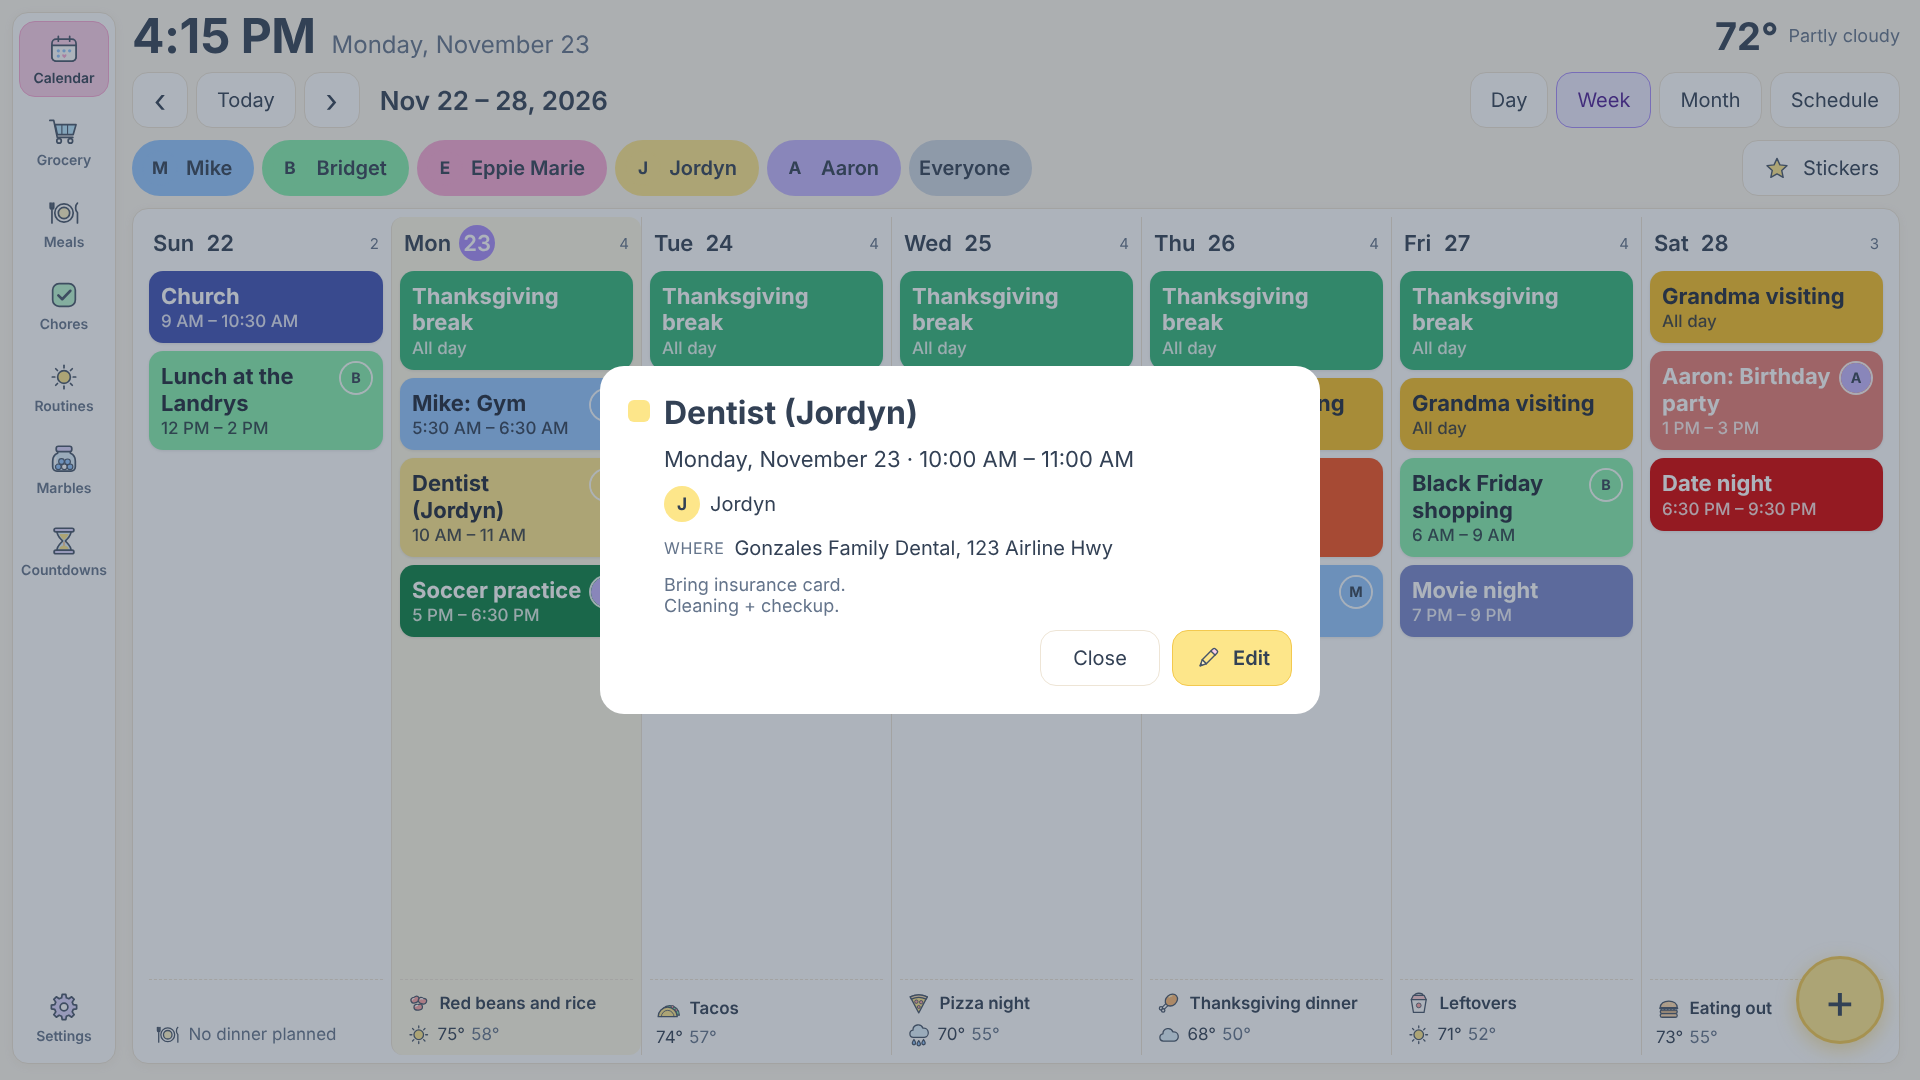 Calendar
Grocery
Meals
Chores
Routines
Marbles
Countdowns
Settings
4:15 PM Monday, November 23
72° Partly cloudy
‹ Today › Nov 22 – 28, 2026
Day Week Month Schedule
M Mike B Bridget E Eppie Marie J Jordyn A Aaron Everyone
Stickers
Sun 22 2
Church
9 AM – 10:30 AM
Lunch at the
Landrys
B
12 PM – 2 PM
No dinner planned
Mon 23 4
Thanksgiving
break
All day
Mike: Gym
5:30 AM – 6:30 AM
Dentist
(Jordyn)
10 AM – 11 AM
Soccer practice
5 PM – 6:30 PM
Red beans and rice
75° 58°
Tue 24 4
Thanksgiving
break
All day
Tacos
74° 57°
Wed 25 4
Thanksgiving
break
All day
Pizza night
70° 55°
Thu 26 4
Thanksgiving
break
All day
ng
M
Thanksgiving dinner
68° 50°
Fri 27 4
Thanksgiving
break
All day
Grandma visiting
All day
Black Friday
shopping
B
6 AM – 9 AM
Movie night
7 PM – 9 PM
Leftovers
71° 52°
Sat 28 3
Grandma visiting
All day
Aaron: Birthday
party
A
1 PM – 3 PM
Date night
6:30 PM – 9:30 PM
Eating out
73° 55°
+
Dentist (Jordyn)
Monday, November 23 · 10:00 AM – 11:00 AM
J Jordyn
WHERE Gonzales Family Dental, 123 Airline Hwy
Bring insurance card.
Cleaning + checkup.
Close Edit